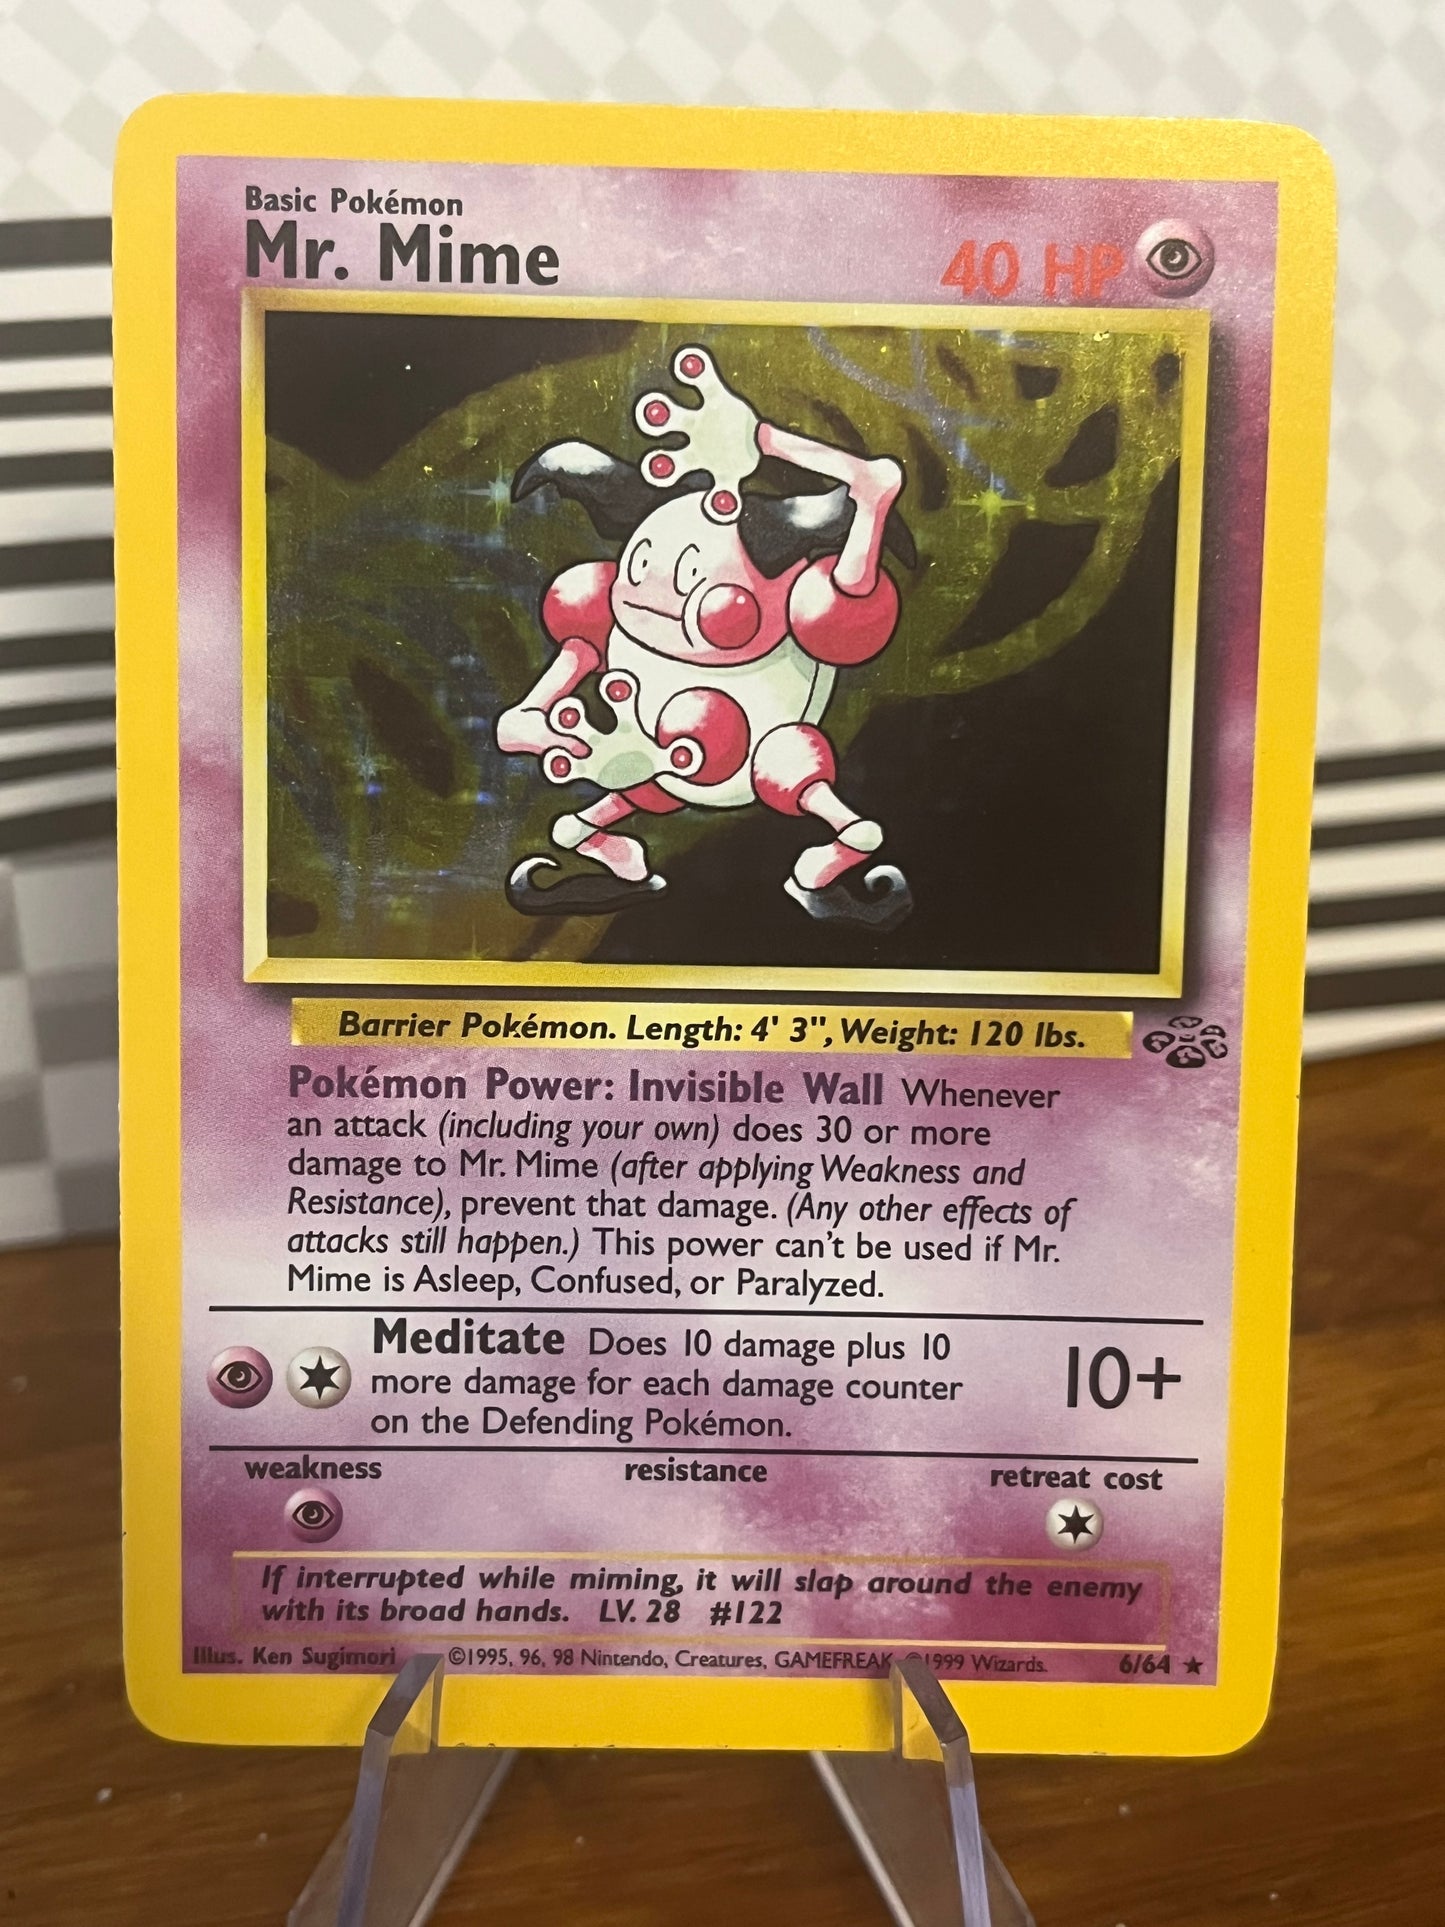 Basic Pokémon
Mr. Mime
40 HP
Barrier Pokémon. Length: 4' 3", Weight: 120 lbs.
Pokémon Power: Invisible Wall Whenever
an attack (including your own) does 30 or more
damage to Mr. Mime (after applying Weakness and
Resistance), prevent that damage. (Any other effects of
attacks still happen.) This power can't be used if Mr.
Mime is Asleep, Confused, or Paralyzed.
Meditate Does 10 damage plus 10
more damage for each damage counter
on the Defending Pokémon.
10+
weakness resistance retreat cost
If interrupted while miming, it will slap around the enemy
with its broad hands. LV. 28 #122
Illus. Ken Sugimori ©1995, 96, 98 Nintendo, Creatures, GAMEFREAK. ©1999 Wizards. 6/64 ★